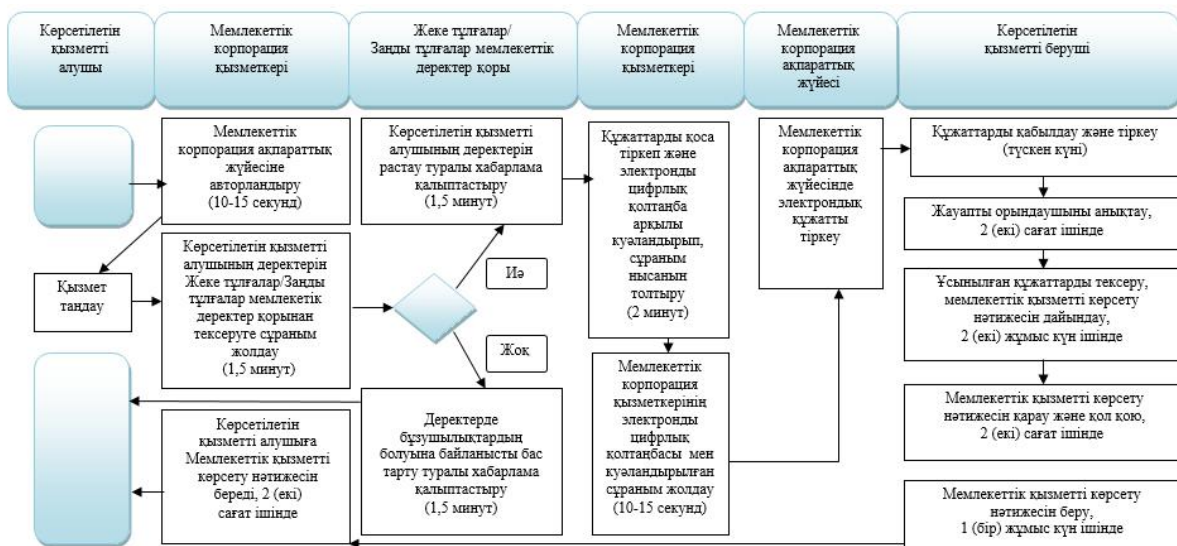 Көрсетілетін
қызметті
алушы
Мемлекеттік
корпорация
қызметкері
Жеке тұлғалар/
Заңды тұлғалар мемлекеттік
деректер қоры
Мемлекеттік
корпорация
қызметкері
Мемлекеттік
корпорация
ақпараттық
жүйесі
Көрсетілетін
қызметті беруші
Мемлекеттік
корпорация ақпараттық
жүйесіне
авторландыру
(10-15 секунд)
Қызмет
таңдау
Көрсетілетін қызметті
алушының деректерін
Жеке тұлғалар/Заңды
тұлғалар мемлекетік
деректер қорынан
тексеруге сұраным
жолдау
(1,5 минут)
Көрсетілетін қызметті
алушының деректерін
растау туралы хабарлама
қалыптастыру
(1,5 минут)
Иә
Жоқ
Деректерде
бұзушылықтардың
болуына байланысты бас
тарту туралы хабарлама
қалыптастыру
(1,5 минут)
Құжаттарды қоса
тіркеп және
электронды
цифрлық
қолтаңба
арқылы
куәландырып,
сұраным
нысанын
толтыру
(2 минут)
Мемлекеттік
корпорация
қызметкерінің
электронды
цифрлық
қолтаңбасы мен
куәландырылған
сұраным жолдау
(10-15 секунд)
Мемлекеттік
корпорация
ақпараттық
жүйесінде
электрондық
құжатты
тіркеу
Құжаттарды қабылдау және тіркеу
(түскен күні)
Жауапты орындаушыны анықтау,
2 (екі) сағат ішінде
Ұсынылған құжаттарды тексеру,
мемлекеттік қызметті көрсету
нәтижесін дайындау,
2 (екі) жұмыс күн ішінде
Мемлекеттік қызметті көрсету
нәтижесін қарау және қол қою,
2 (екі) сағат ішінде
Мемлекеттік қызметті көрсету
нәтижесін беру,
1 (бір) жұмыс күн ішінде
Көрсетілетін
қызметті алушыға
Мемлекеттік қызметті
көрсету нәтижесін
береді, 2 (екі)
сағат ішінде